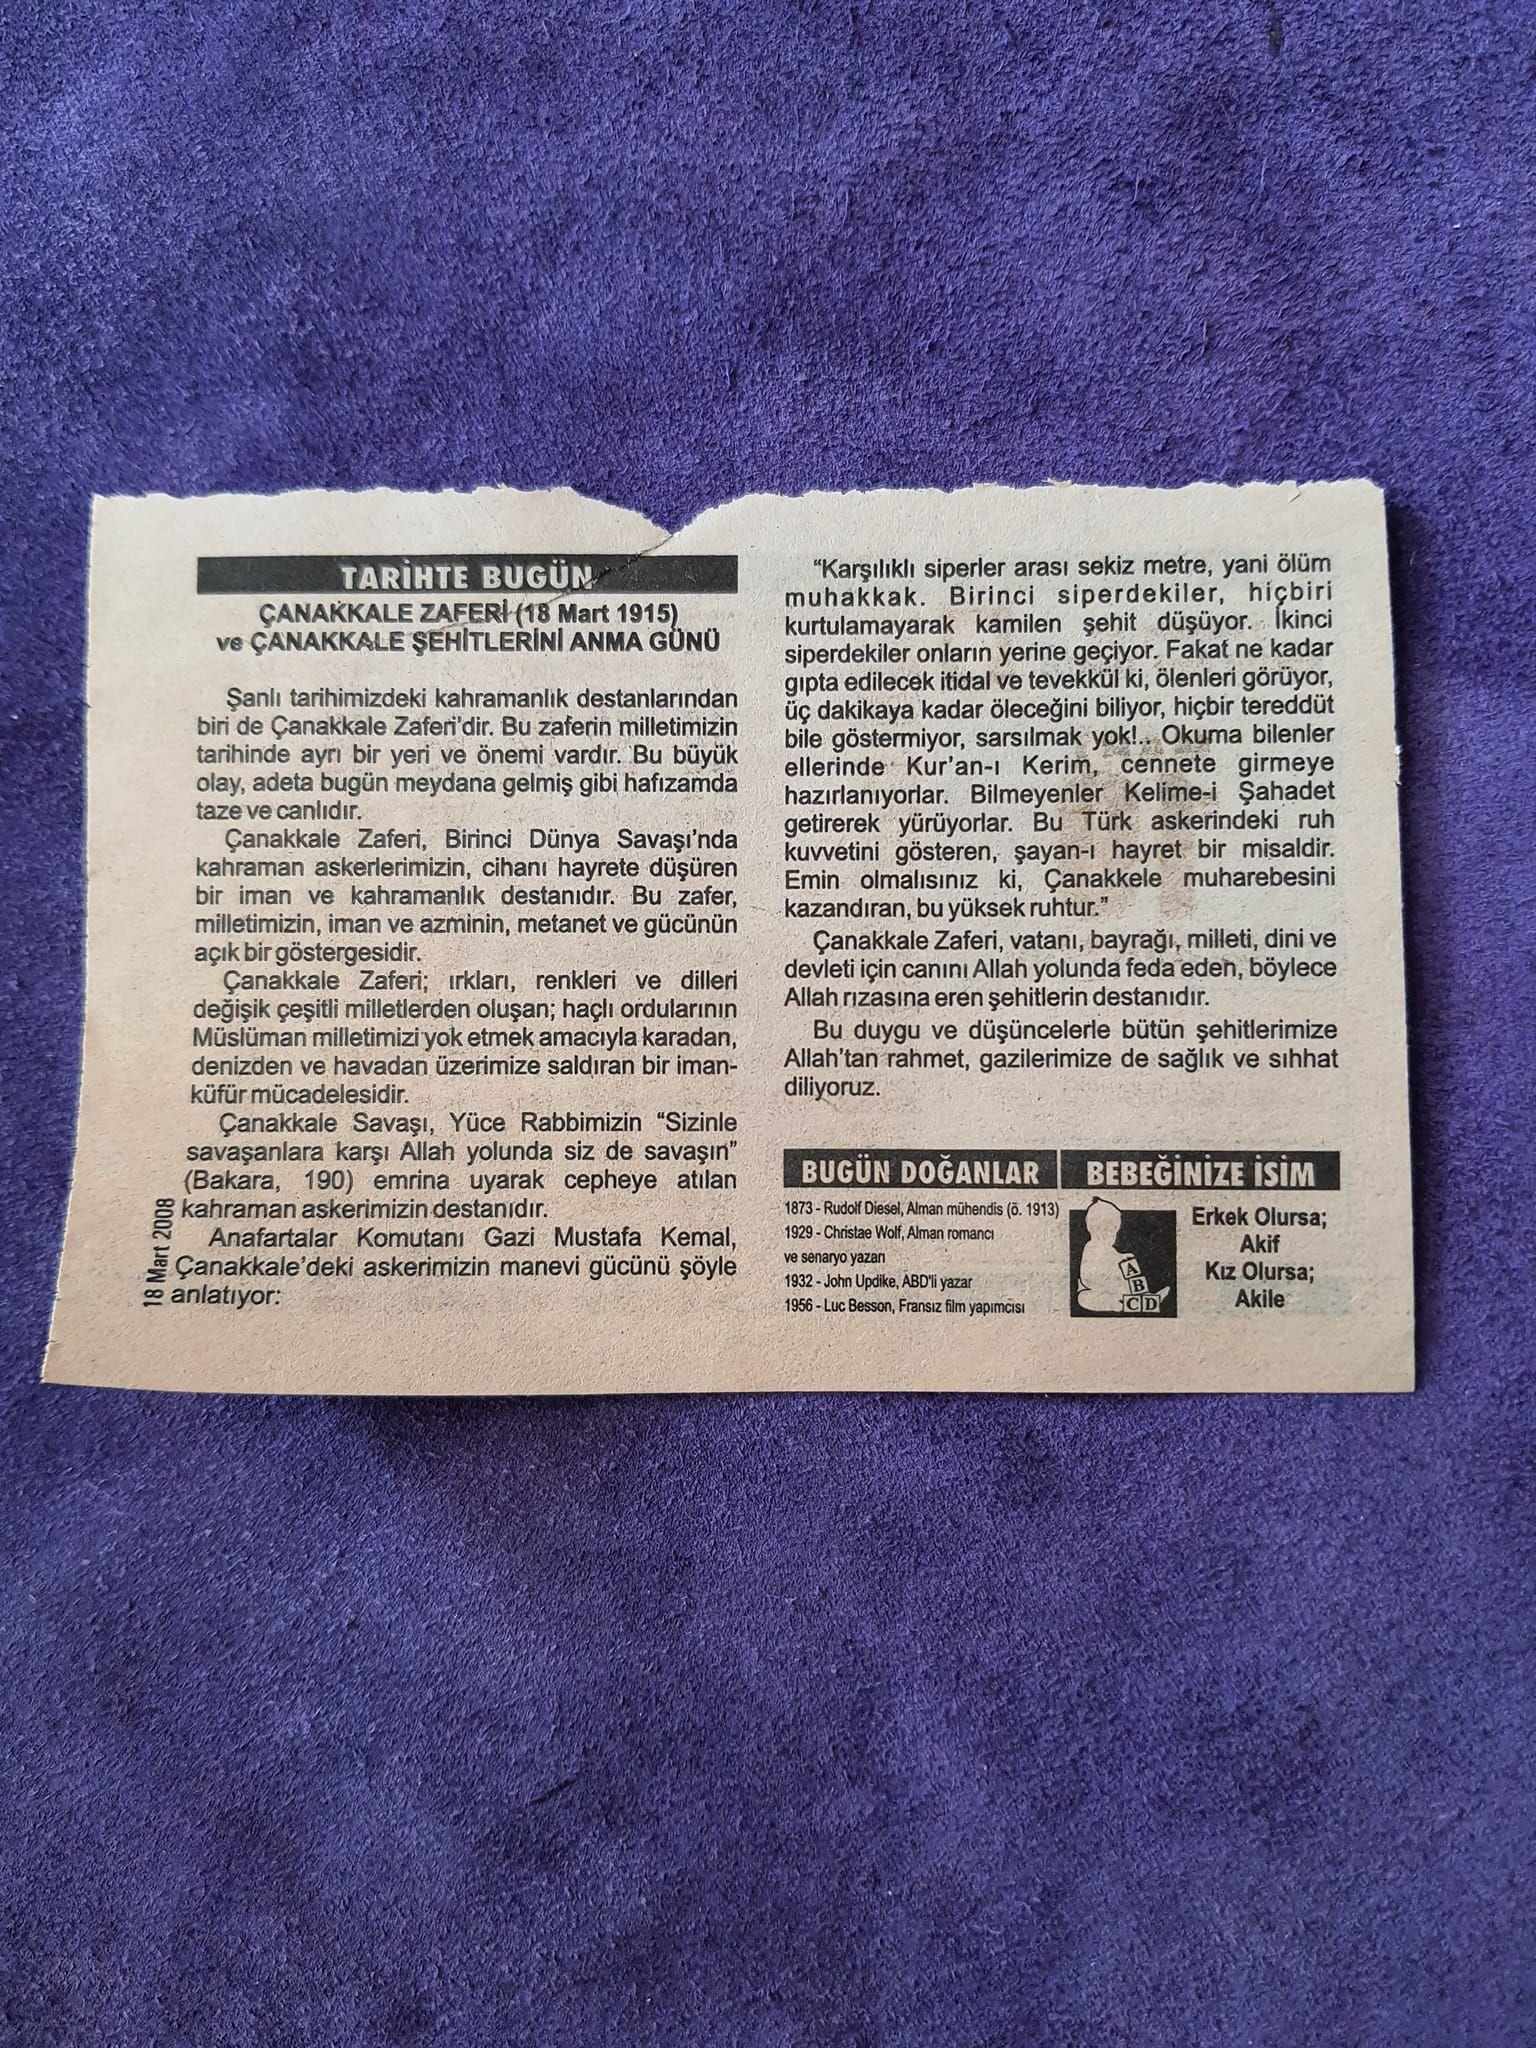 TARİHTE BUGÜN
ÇANAKKALE ZAFERİ (18 Mart 1915)
ve ÇANAKKALE ŞEHİTLERİNİ ANMA GÜNÜ
Şanlı tarihimizdeki kahramanlık destanlarından
biri de Çanakkale Zaferi'dir. Bu zaferin milletimizin
tarihinde ayrı bir yeri ve önemi vardır. Bu büyük
olay, adeta bugün meydana gelmiş gibi hafızamda
taze ve canlıdır.
Çanakkale Zaferi, Birinci Dünya Savaşı'nda
kahraman askerlerimizin, cihanı hayrete düşüren
bir iman ve kahramanlık destanıdır. Bu zafer,
milletimizin, iman ve azminin, metanet ve gücünün
açık bir göstergesidir.
Çanakkale Zaferi; ırkları, renkleri ve dilleri
değişik çeşitli milletlerden oluşan; haçlı ordularının
Müslüman milletimizi yok etmek amacıyla karadan,
denizden ve havadan üzerimize saldıran bir iman-
küfür mücadelesidir.
Çanakkale Savaşı, Yüce Rabbimizin “Sizinle
savaşanlara karşı Allah yolunda siz de savaşın”
(Bakara, 190) emrina uyarak cepheye atılan
kahraman askerimizin destanıdır.
Anafartalar Komutanı Gazi Mustafa Kemal,
Çanakkale'deki askerimizin manevi gücünü şöyle
anlatıyor:
18 Mart 2008
“Karşılıklı siperler arası sekiz metre, yani ölüm
muhakkak. Birinci siperdekiler, hiçbiri
kurtulamayarak kamilen şehit düşüyor. İkinci
siperdekiler onların yerine geçiyor. Fakat ne kadar
gıpta edilecek itidal ve tevekkül ki, ölenleri görüyor,
üç dakikaya kadar öleceğini biliyor, hiçbir tereddüt
bile göstermiyor, sarsılmak yok!.. Okuma bilenler
ellerinde Kur'an-ı Kerim, cennete girmeye
hazırlanıyorlar. Bilmeyenler Kelime-i Şahadet
getirerek yürüyorlar. Bu Türk askerindeki ruh
kuvvetini gösteren, şayan-ı hayret bir misaldir.
Emin olmalısınız ki, Çanakkele muharebesini
kazandıran, bu yüksek ruhtur.”
Çanakkale Zaferi, vatanı, bayrağı, milleti, dini ve
devleti için canını Allah yolunda feda eden, böylece
Allah rızasına eren şehitlerin destanıdır.
Bu duygu ve düşüncelerle bütün şehitlerimize
Allah'tan rahmet, gazilerimize de sağlık ve sıhhat
diliyoruz.
BUGÜN DOĞANLAR
1873 - Rudolf Diesel, Alman mühendis (ö. 1913)
1929 - Christae Wolf, Alman romancı
ve senaryo yazarı
1932 - John Updike, ABD'li yazar
1956 - Luc Besson, Fransız film yapımcısı
BEBEĞİNİZE İSİM
A
B
C D
Erkek Olursa;
Akif
Kız Olursa;
Akile